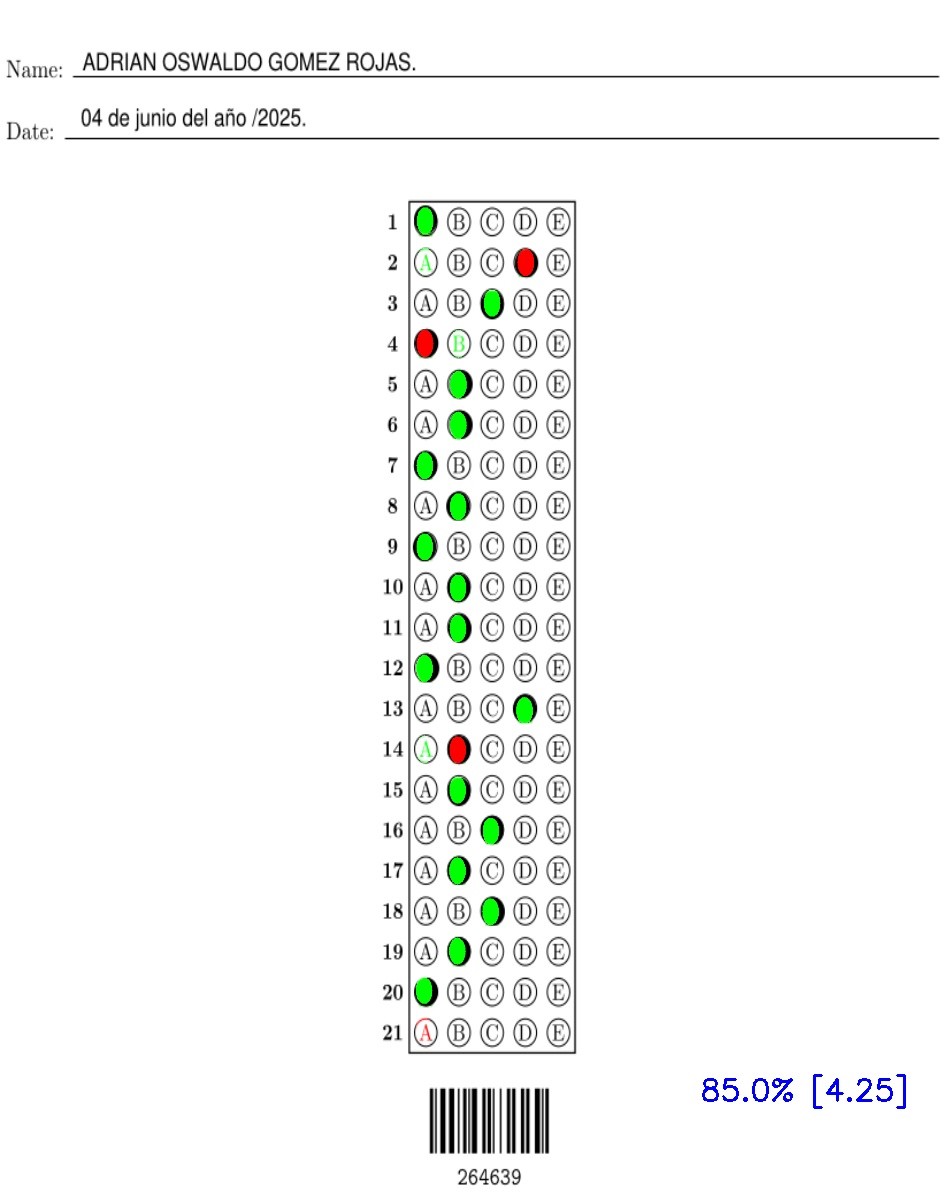 Name: ADRIAN OSWALDO GOMEZ ROJAS.
Date: 04 de junio del año /2025.
1 B C D E
2 A B C E
3 A B D E
4 B C D E
5 A C D E
6 A C D E
7 B C D E
8 A C D E
9 B C D E
10 A C D E
11 A C D E
12 B C D E
13 A B C E
14 A C D E
15 A C D E
16 A B D E
17 A C D E
18 A B D E
19 A C D E
20 B C D E
21 A B C D E
85.0% [4.25]
264639